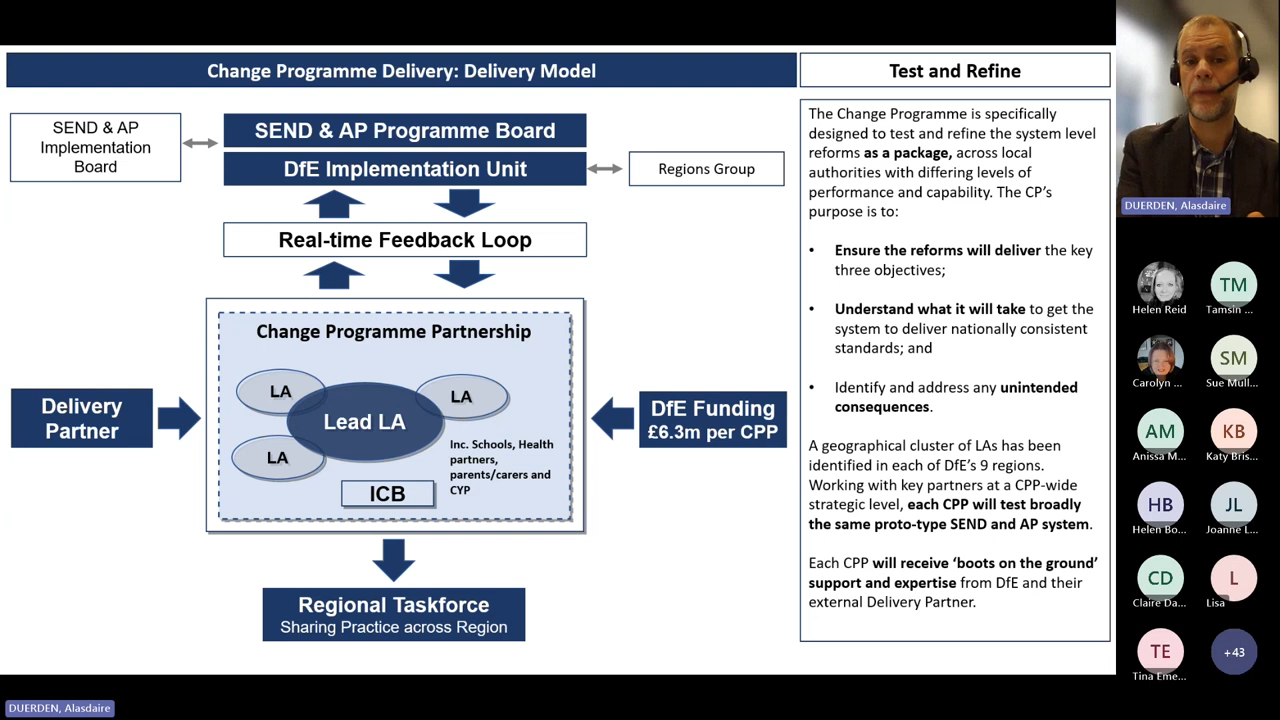 Change Programme Delivery: Delivery Model
SEND & AP
Implementation
Board
SEND & AP Programme Board
DfE Implementation Unit
Regions Group
Real-time Feedback Loop
Change Programme Partnership
LA
LA
Lead LA
LA
Inc. Schools, Health
partners,
parents/carers and
CYP
ICB
Delivery
Partner
DfE Funding
£6.3m per CPP
Regional Taskforce
Sharing Practice across Region
Test and Refine
The Change Programme is specifically
designed to test and refine the system level
reforms as a package, across local
authorities with differing levels of
performance and capability. The CP's
purpose is to:
• Ensure the reforms will deliver the key
three objectives;
• Understand what it will take to get the
system to deliver nationally consistent
standards; and
• Identify and address any unintended
consequences.
A geographical cluster of LAs has been
identified in each of DfE's 9 regions.
Working with key partners at a CPP-wide
strategic level, each CPP will test broadly
the same proto-type SEND and AP system.
Each CPP will receive 'boots on the ground'
support and expertise from DfE and their
external Delivery Partner.
DUERDEN, Alasdaire
Helen Reid
TM
Tamsin ...
Carolyn ...
SM
Sue Mull...
AM
Anissa M...
KB
Katy Bris...
HB
Helen Bo...
JL
Joanne L...
CD
Claire Da...
L
Lisa
TE
Tina Eme...
+43
DUERDEN, Alasdaire